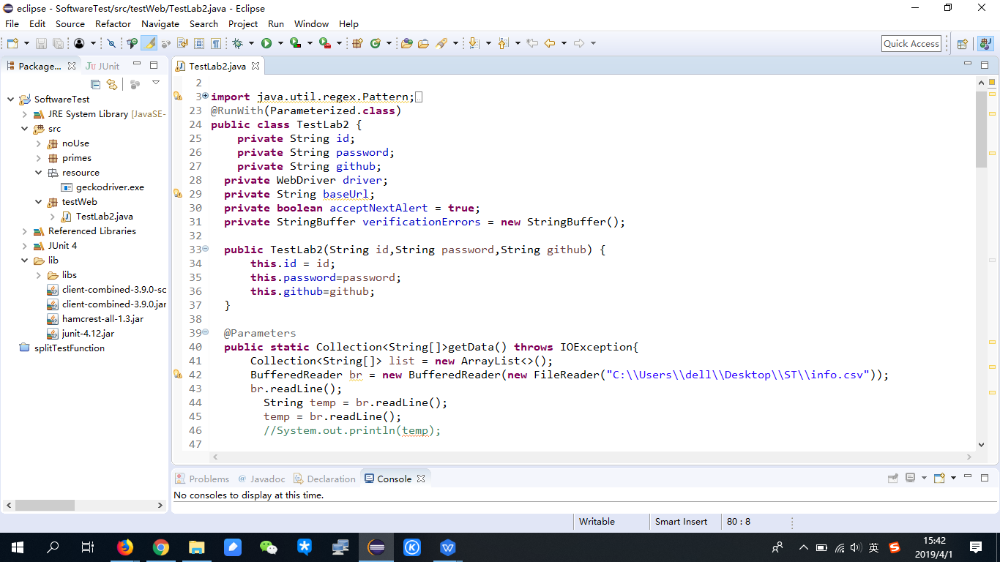 eclipse - SoftwareTest/src/testWeb/TestLab2.java - Eclipse
File Edit Source Refactor Navigate Search Project Run Window Help
Quick Access
Package... JUnit
SoftwareTest
JRE System Library [JavaSE-
src
noUse
primes
resource
geckodriver.exe
testWeb
TestLab2.java
Referenced Libraries
JUnit 4
lib
libs
client-combined-3.9.0-sc
client-combined-3.9.0.jar
hamcrest-all-1.3.jar
junit-4.12.jar
splitTestFunction
TestLab2.java
2
3 import java.util.regex.Pattern;
23 @RunWith(Parameterized.class)
24 public class TestLab2 {
25 private String id;
26 private String password;
27 private String github;
28 private WebDriver driver;
29 private String baseUrl;
30 private boolean acceptNextAlert = true;
31 private StringBuffer verificationErrors = new StringBuffer();
32
33 public TestLab2(String id,String password,String github) {
34 this.id = id;
35 this.password=password;
36 this.github=github;
37 }
38
39 @Parameters
40 public static Collection<String[]>getData() throws IOException{
41 Collection<String[]> list = new ArrayList<>();
42 BufferedReader br = new BufferedReader(new FileReader("C:\\Users\\dell\\Desktop\\ST\\info.csv"));
43 br.readLine();
44 String temp = br.readLine();
45 temp = br.readLine();
46 //System.out.println(temp);
47
Problems @ Javadoc Declaration Console
No consoles to display at this time.
Writable Smart Insert 80 : 8
英
15:42
2019/4/1